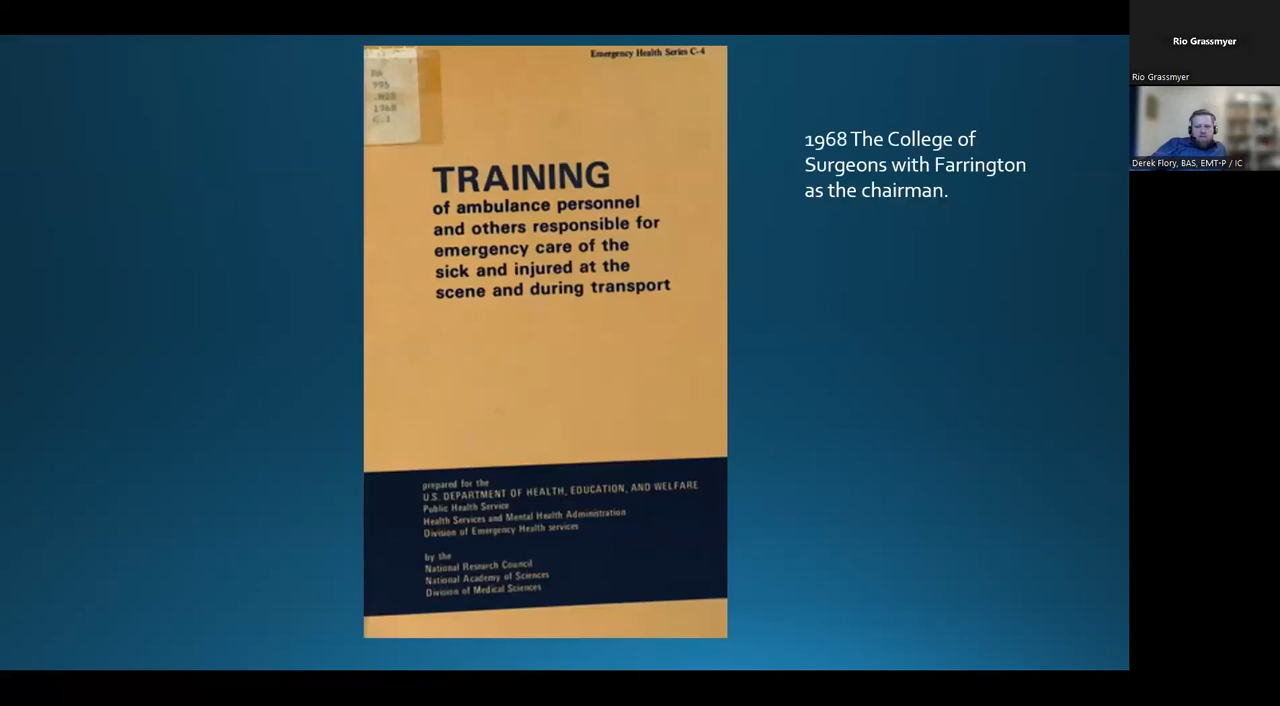 Emergency Health Series C-4
995
1968
C.1
TRAINING
of ambulance personnel
and others responsible for
emergency care of the
sick and injured at the
scene and during transport
prepared for the
U.S. DEPARTMENT OF HEALTH, EDUCATION, AND WELFARE
Public Health Service
Health Services and Mental Health Administration
Division of Emergency Health services
by the
National Research Council
National Academy of Sciences
Division of Medical Sciences
1968 The College of
Surgeons with Farrington
as the chairman.
Rio Grassmyer
Rio Grassmyer
Derek Flory, BAS, EMT-P / IC